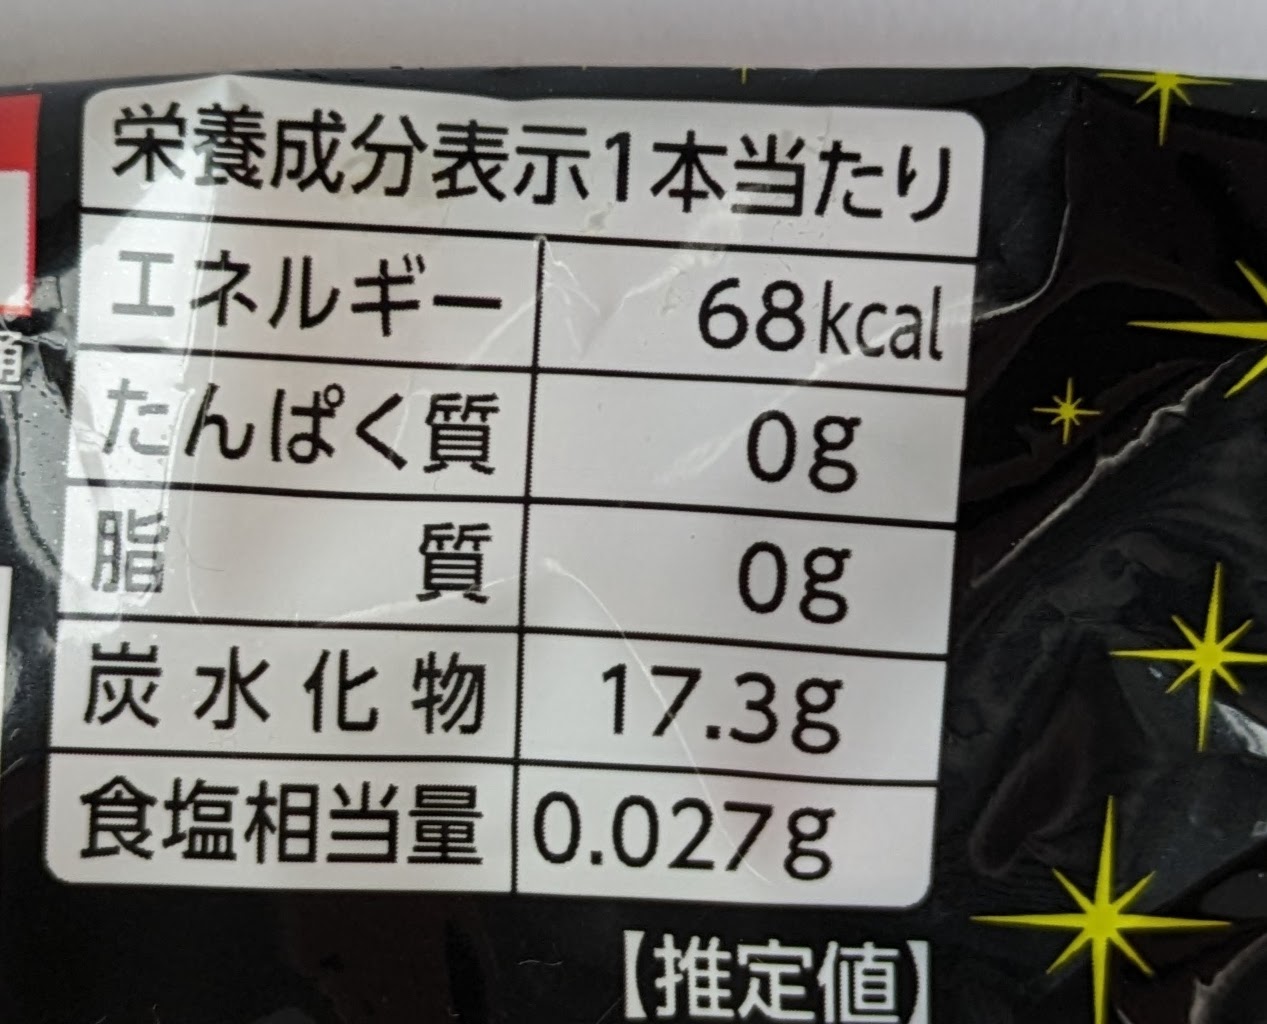 栄養成分表示1本当たり
エネルギー 68kcal
たんぱく質 0g
脂質 0g
炭水化物 17.3g
食塩相当量 0.027g
【推定値】